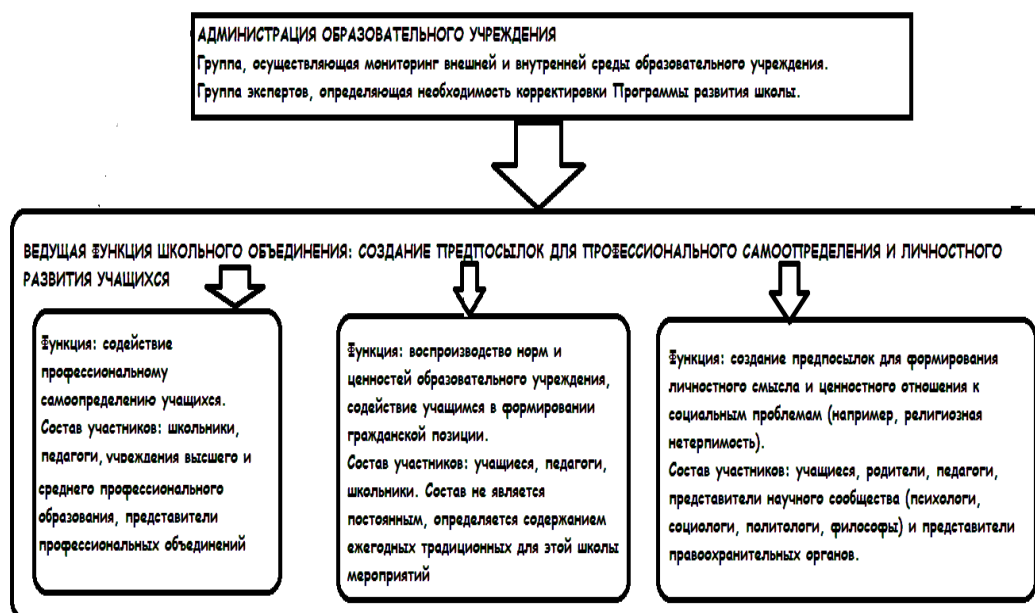 АДМИНИСТРАЦИЯ ОБРАЗОВАТЕЛЬНОГО УЧРЕЖДЕНИЯ
Группа, осуществляющая мониторинг внешней и внутренней среды образовательного учреждения.
Группа экспертов, определяющая необходимость корректировки Программы развития школы.
ВЕДУЩАЯ ФУНКЦИЯ ШКОЛЬНОГО ОБЪЕДИНЕНИЯ: СОЗДАНИЕ ПРЕДПОСЫЛОК ДЛЯ ПРОФЕССИОНАЛЬНОГО САМООПРЕДЕЛЕНИЯ И ЛИЧНОСТНОГО
РАЗВИТИЯ УЧАЩИХСЯ
Функция: содействие
профессиональному
самоопределению учащихся.
Состав участников: школьники,
педагоги, учреждения высшего и
среднего профессионального
образования, представители
профессиональных объединений
Функция: воспроизводство норм и
ценностей образовательного учреждения,
содействие учащимся в формировании
гражданской позиции.
Состав участников: учащиеся, педагоги,
школьники. Состав не является
постоянным, определяется содержанием
ежегодных традиционных для этой школы
мероприятий
Функция: создание предпосылок для формирования
личностного смысла и ценностного отношения к
социальным проблемам (например, религиозная
нетерпимость).
Состав участников: учащиеся, родители, педагоги,
представители научного сообщества (психологи,
социологи, политологи, философы) и представители
правоохранительных органов.